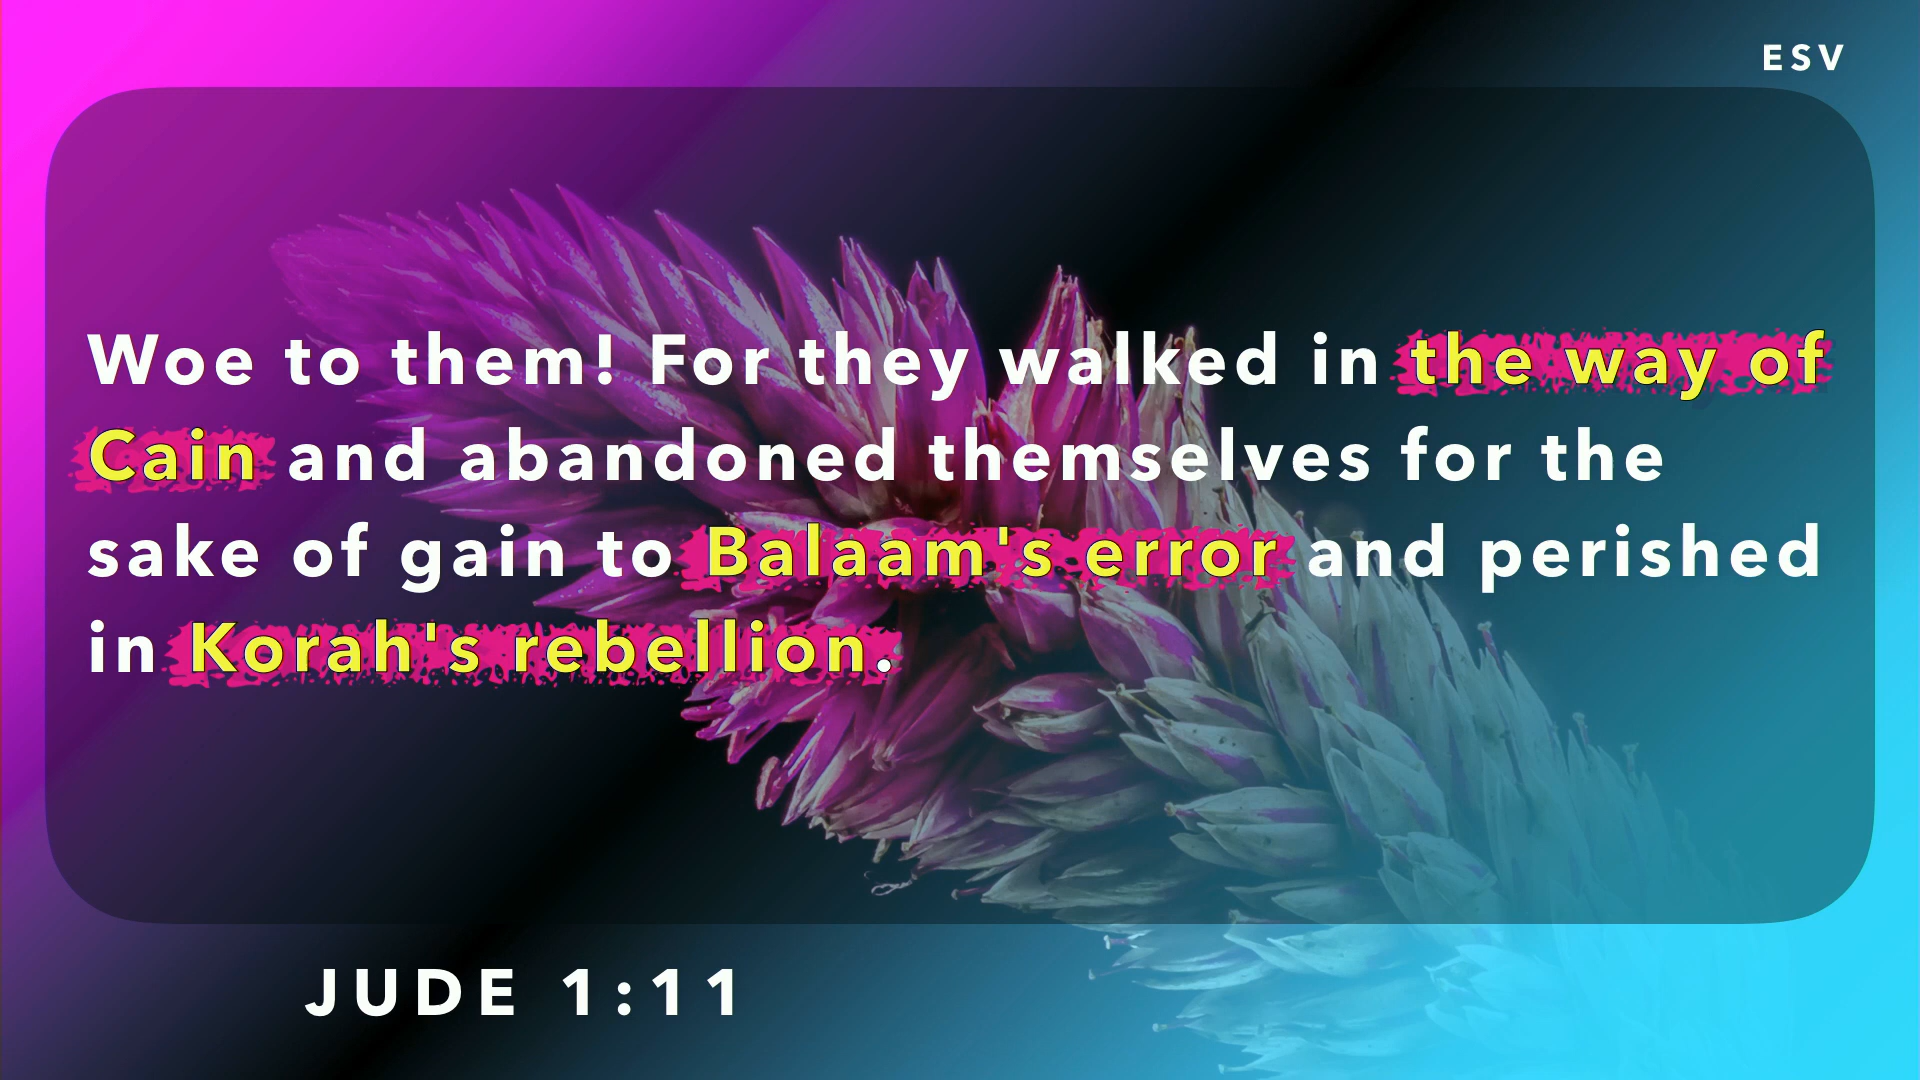 ESV
Woe to them! For they walked in the way of
Cain and abandoned themselves for the
sake of gain to Balaam's error and perished
in Korah's rebellion.
JUDE 1:11